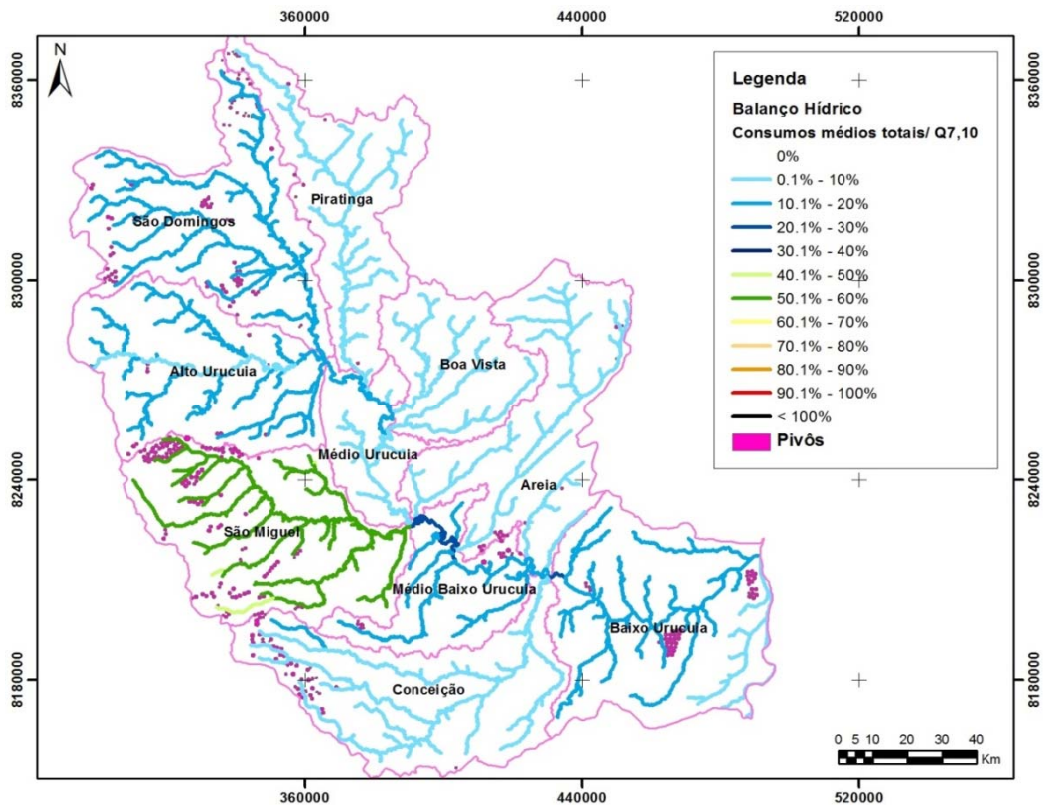 360000 440000 520000
N
8360000 8360000
Legenda
Balanço Hídrico
Consumos médios totais/ Q7,10
0%
0.1% - 10%
10.1% - 20%
20.1% - 30%
30.1% - 40%
40.1% - 50%
50.1% - 60%
60.1% - 70%
70.1% - 80%
80.1% - 90%
90.1% - 100%
< 100%
Pivôs
Piratinga
São Domingos
8300000 8300000
Alto Urucuia
Boa Vista
Médio Urucuia
8240000 8240000
Areia
São Miguel
Médio Baixo Urucuia
Baixo Urucuia
8180000 8180000
Conceição
0 5 10 20 30 40
Km
360000 440000 520000